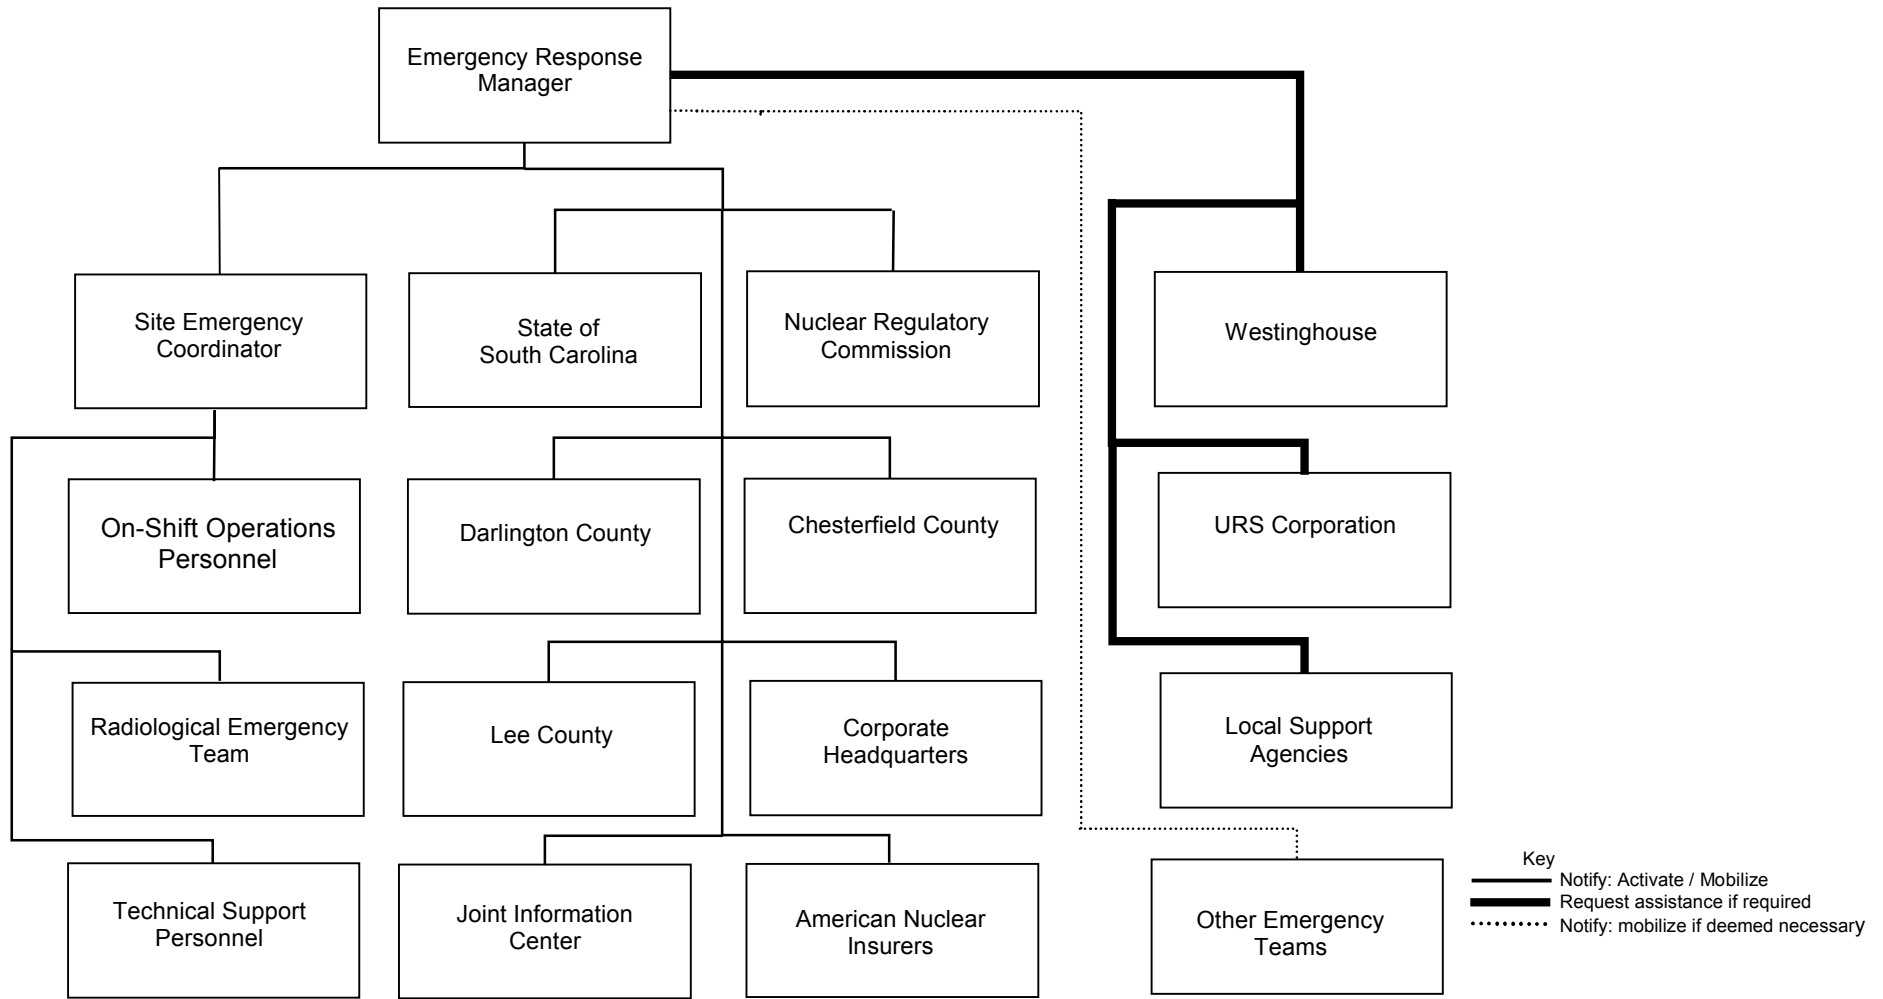 Emergency Response
Manager
Site Emergency
Coordinator
State of
South Carolina
Nuclear Regulatory
Commission
Westinghouse
On-Shift Operations
Personnel
Darlington County
Chesterfield County
URS Corporation
Radiological Emergency
Team
Lee County
Corporate
Headquarters
Local Support
Agencies
Technical Support
Personnel
Joint Information
Center
American Nuclear
Insurers
Other Emergency
Teams
Key
Notify: Activate / Mobilize
Request assistance if required
Notify: mobilize if deemed necessary